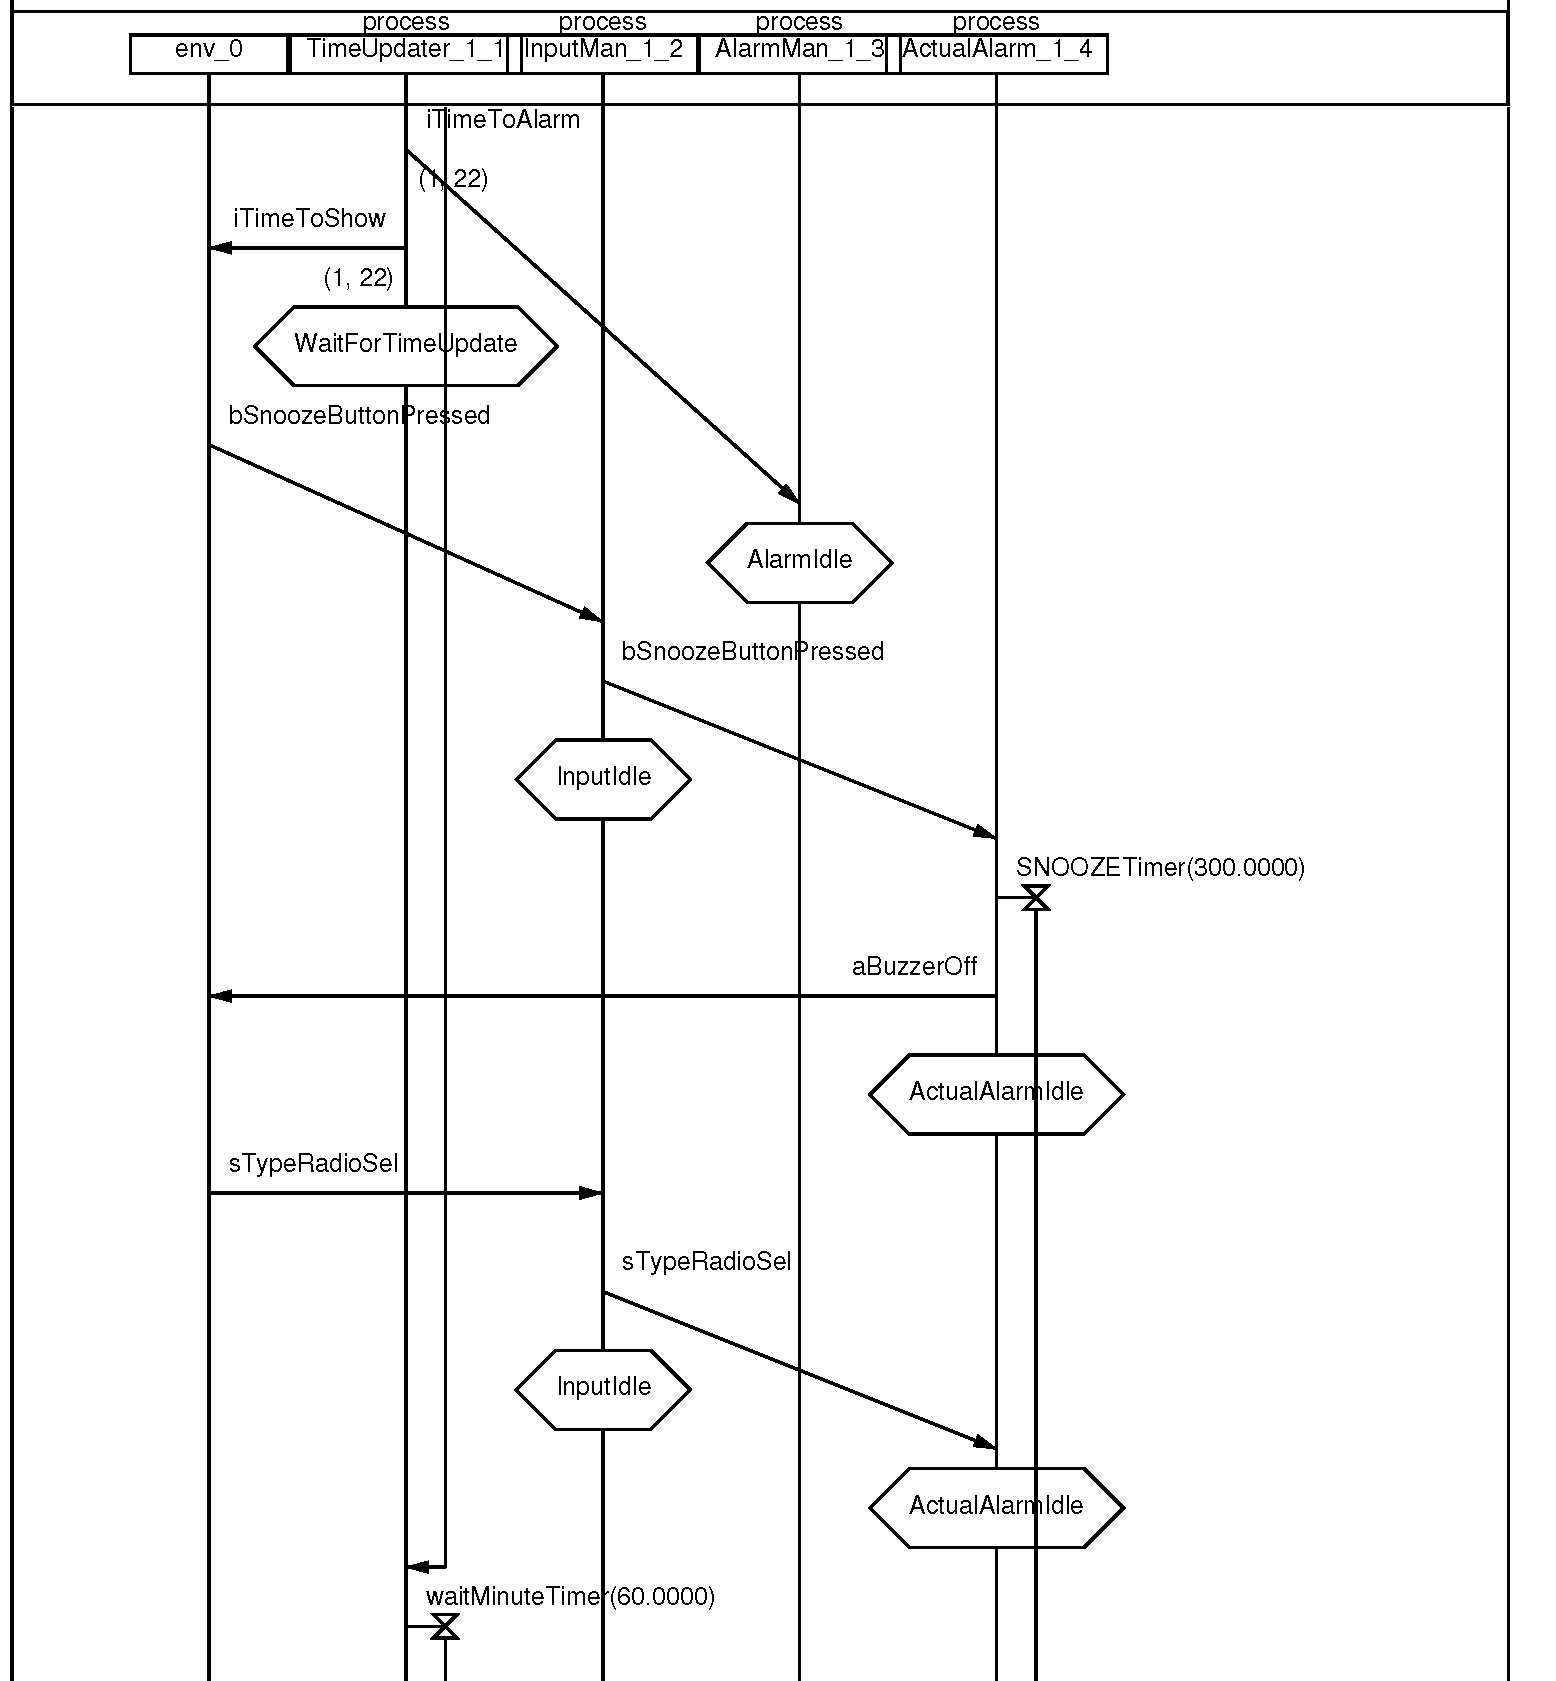 process process process process
env_0 TimeUpdater_1_1 InputMan_1_2 AlarmMan_1_3 ActualAlarm_1_4
iTimeToAlarm
(1, 22)
iTimeToShow
(1, 22)
WaitForTimeUpdate
bSnoozeButtonPressed
AlarmIdle
bSnoozeButtonPressed
InputIdle
SNOOZETimer(300.0000)
aBuzzerOff
ActualAlarmIdle
sTypeRadioSel
sTypeRadioSel
InputIdle
ActualAlarmIdle
waitMinuteTimer(60.0000)